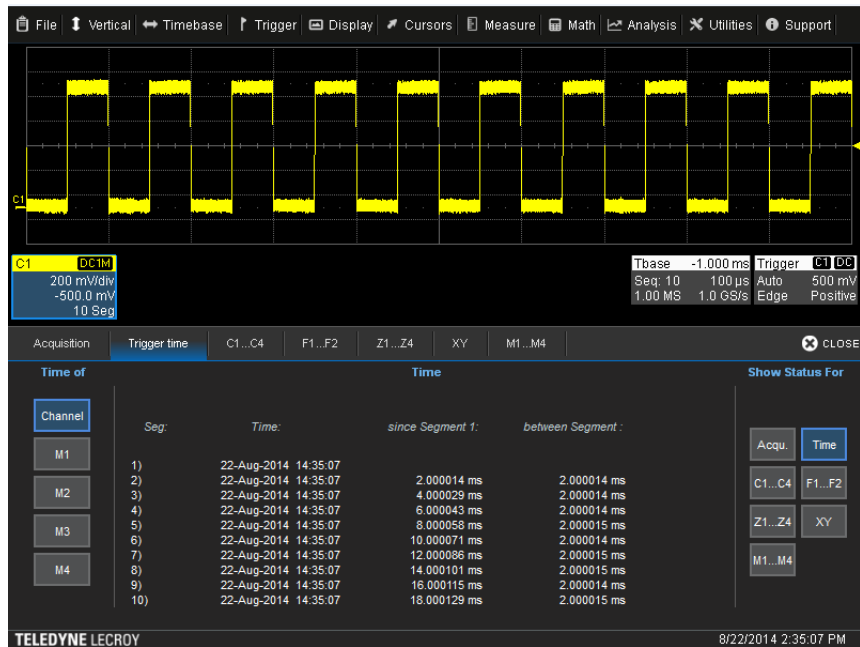 File Vertical Timebase Trigger Display Cursors Measure Math Analysis Utilities Support
C1
C1 DC1M
200 mV/div
-500.0 mV
10 Seg
Tbase -1.000 ms
Seq: 10 100 µs
1.00 MS 1.0 GS/s
Trigger C1 DC
Auto 500 mV
Edge Positive
Acquisition Trigger time C1...C4 F1...F2 Z1...Z4 XY M1...M4 CLOSE
Time of Time Show Status For
Channel
M1
M2
M3
M4
Seg: Time: since Segment 1: between Segment :
1) 22-Aug-2014 14:35:07
2) 22-Aug-2014 14:35:07 2.000014 ms 2.000014 ms
3) 22-Aug-2014 14:35:07 4.000029 ms 2.000014 ms
4) 22-Aug-2014 14:35:07 6.000043 ms 2.000014 ms
5) 22-Aug-2014 14:35:07 8.000058 ms 2.000015 ms
6) 22-Aug-2014 14:35:07 10.000071 ms 2.000014 ms
7) 22-Aug-2014 14:35:07 12.000086 ms 2.000015 ms
8) 22-Aug-2014 14:35:07 14.000101 ms 2.000015 ms
9) 22-Aug-2014 14:35:07 16.000115 ms 2.000014 ms
10) 22-Aug-2014 14:35:07 18.000129 ms 2.000015 ms
Acqu. Time
C1...C4 F1...F2
Z1...Z4 XY
M1...M4
TELEDYNE LECROY 8/22/2014 2:35:07 PM